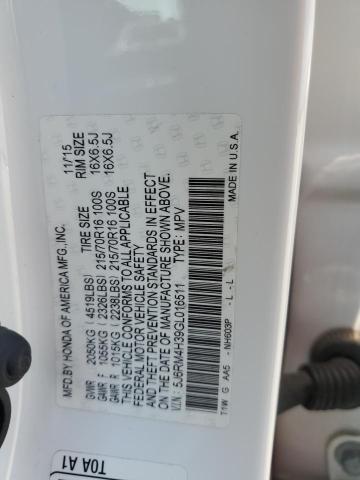 MFD.BY HONDA OF AMERICA MFG.,INC. 11/15
TIRE SIZE RIM SIZE
GVWR 2050KG (4519LBS)
GAWR F 1055KG (2326LBS) 215/70R16 100S 16X6.5J
GAWR R 1015KG (2238LBS) 215/70R16 100S 16X6.5J
THIS VEHICLE CONFORMS TO ALL APPLICABLE
FEDERAL MOTOR VEHICLE SAFETY
AND THEFT PREVENTION STANDARDS IN EFFECT
ON THE DATE OF MANUFACTURE SHOWN ABOVE.
V.I.N.: 5J6RM4H39GL016511 TYPE: MPV
T1W G AA5 - NH603P - L - L
MADE IN U.S.A.
T0A A1